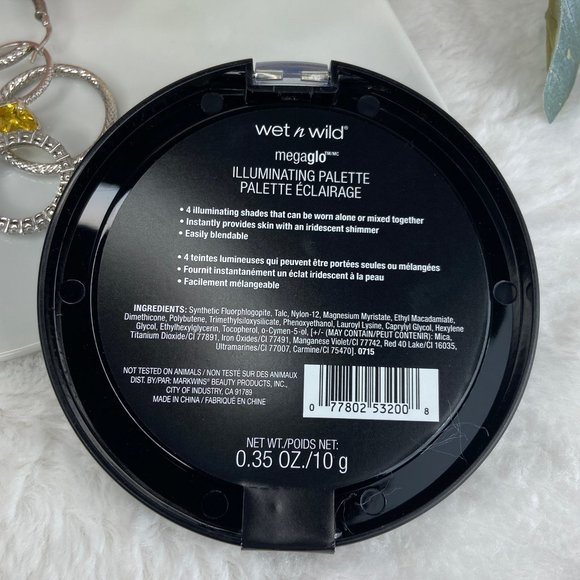 wet n wild®
megaglo™/MC
ILLUMINATING PALETTE
PALETTE ÉCLAIRAGE
• 4 illuminating shades that can be worn alone or mixed together
• Instantly provides skin with an iridescent shimmer
• Easily blendable
• 4 teintes lumineuses qui peuvent être portées seules ou mélangées
• Fournit instantanément un éclat iridescent à la peau
• Facilement mélangeable
INGREDIENTS: Synthetic Fluorphlogopite, Talc, Nylon-12, Magnesium Myristate, Ethyl Macadamiate,
Dimethicone, Polybutene, Trimethylsiloxysilicate, Phenoxyethanol, Lauroyl Lysine, Caprylyl Glycol, Hexylene
Glycol, Ethylhexylglycerin, Tocopherol, o-Cymen-5-ol, [+/- (MAY CONTAIN/PEUT CONTENIR): Mica,
Titanium Dioxide/CI 77891, Iron Oxides/CI 77491, Manganese Violet/CI 77742, Red 40 Lake/CI 16035,
Ultramarines/CI 77007, Carmine/CI 75470]. 0715
NOT TESTED ON ANIMALS / NON TESTÉ SUR DES ANIMAUX
DIST. BY/PAR: MARKWINS® BEAUTY PRODUCTS, INC.,
CITY OF INDUSTRY, CA 91789
MADE IN CHINA / FABRIQUÉ EN CHINE
0 77802 53200 8
NET WT./POIDS NET:
0.35 OZ./10 g